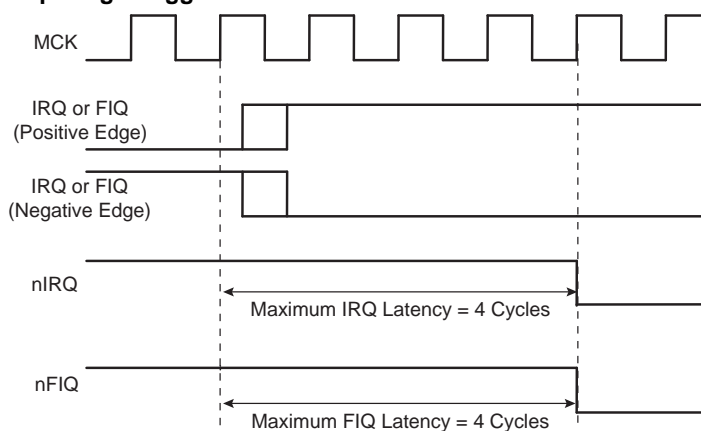 MCK
IRQ or FIQ
(Positive Edge)
IRQ or FIQ
(Negative Edge)
nIRQ
Maximum IRQ Latency = 4 Cycles
nFIQ
Maximum FIQ Latency = 4 Cycles